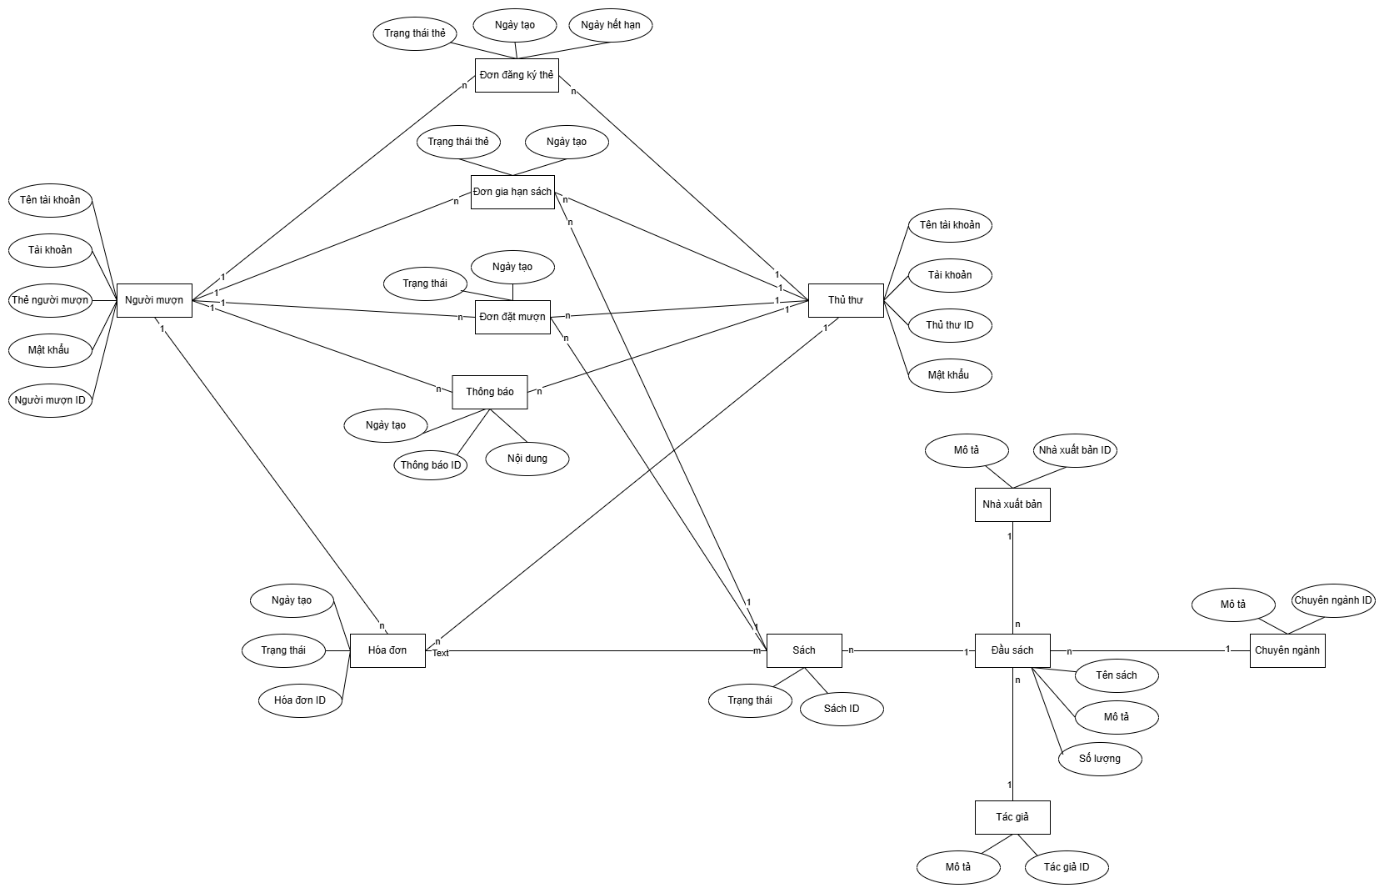 Trạng thái thẻ
Ngày tạo
Ngày hết hạn
Đơn đăng ký thẻ
n
n
Trạng thái thẻ
Ngày tạo
Đơn gia hạn sách
n
n
n
Tên tài khoản
Tài khoản
Thẻ người mượn
Mật khẩu
Người mượn ID
Người mượn
1
1
1
1
1
Trạng thái
Ngày tạo
Đơn đặt mượn
n
n
n
Thông báo
n
n
Ngày tạo
Thông báo ID
Nội dung
Thủ thư
1
1
1
1
1
Tên tài khoản
Tài khoản
Thủ thư ID
Mật khẩu
Mô tả
Nhà xuất bản ID
Nhà xuất bản
1
n
Ngày tạo
Trạng thái
Hóa đơn ID
Hóa đơn
n
n
Text
m
1
1
Sách
Trạng thái
Sách ID
n
1
Đầu sách
Tên sách
Mô tả
Số lượng
n
1
Mô tả
Chuyên ngành ID
Chuyên ngành
n
1
Tác giả
Mô tả
Tác giả ID